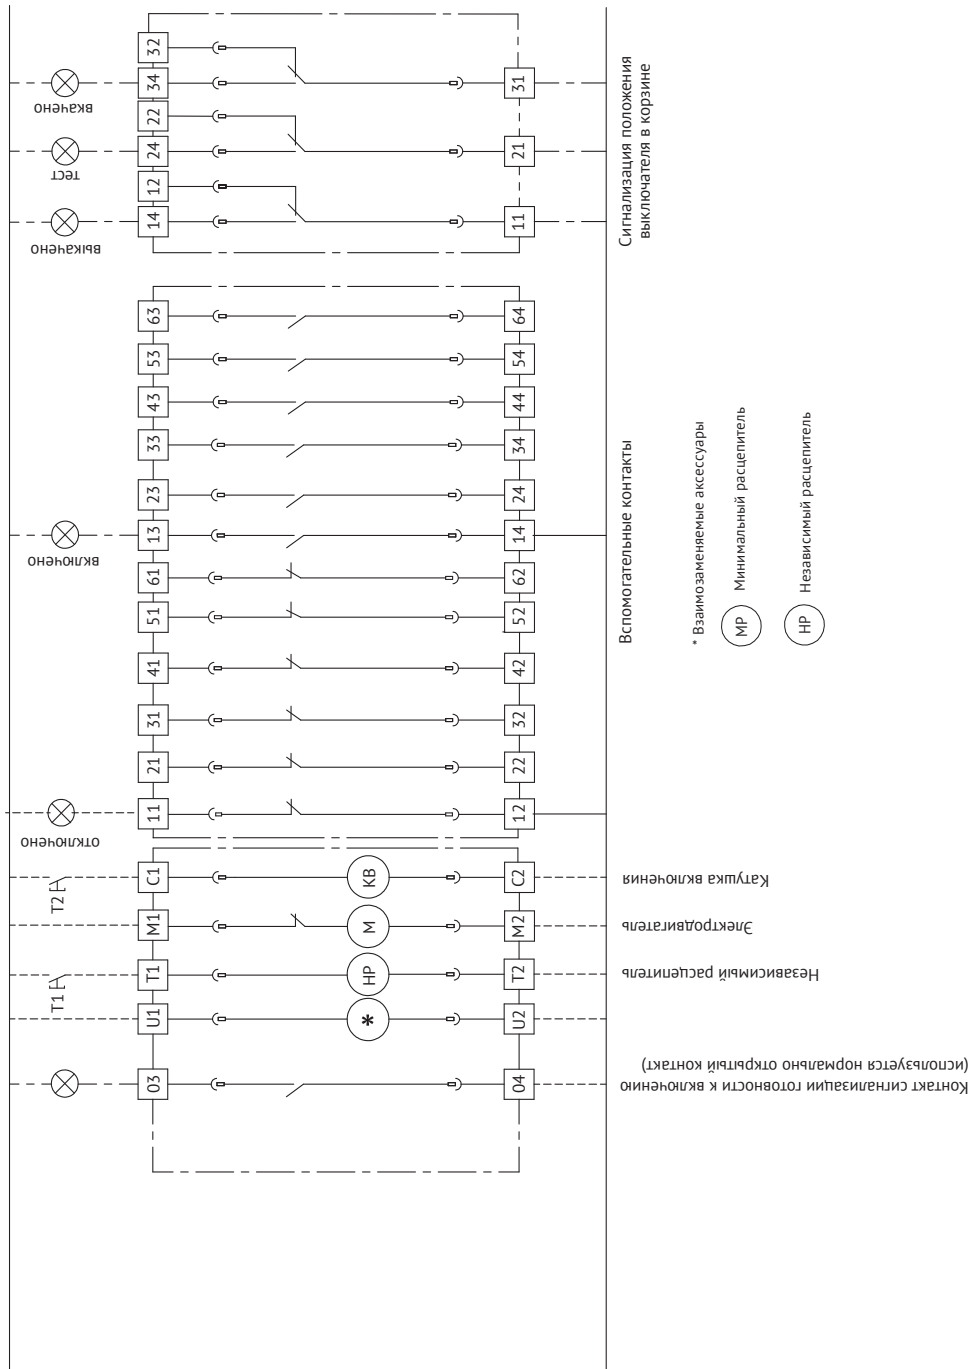 вкачено
тест
выкачено
32
34
22
24
12
14
31
21
11
Сигнализация положения
выключателя в корзине
63
53
43
33
23
13
61
51
41
31
21
11
64
54
44
34
24
14
62
52
42
32
22
12
включено
отключено
Вспомогательные контакты
* Взаимозаменяемые аксессуары
МР
Минимальный расцепитель
НР
Независимый расцепитель
T2
C1
КВ
C2
Катушка включения
M1
M
M2
Электродвигатель
T1
T1
НР
T2
Независимый расцепитель
U1
*
U2
03
04
Контакт сигнализации готовности к включению
(используется нормально открытый контакт)